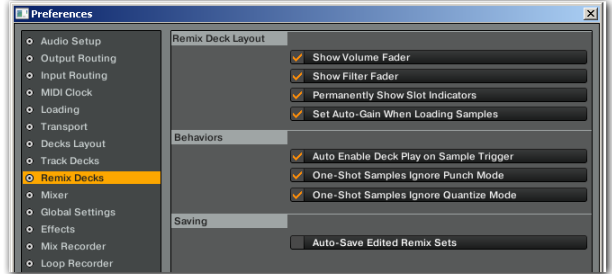 Preferences
Audio Setup
Output Routing
Input Routing
MIDI Clock
Loading
Transport
Decks Layout
Track Decks
Remix Decks
Mixer
Global Settings
Effects
Mix Recorder
Loop Recorder
Remix Deck Layout
Show Volume Fader
Show Filter Fader
Permanently Show Slot Indicators
Set Auto-Gain When Loading Samples
Behaviors
Auto Enable Deck Play on Sample Trigger
One-Shot Samples Ignore Punch Mode
One-Shot Samples Ignore Quantize Mode
Saving
Auto-Save Edited Remix Sets